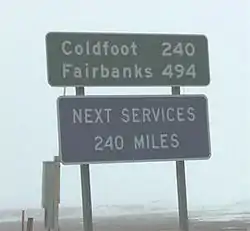 Coldfoot 240
Fairbanks 494
NEXT SERVICES
240 MILES